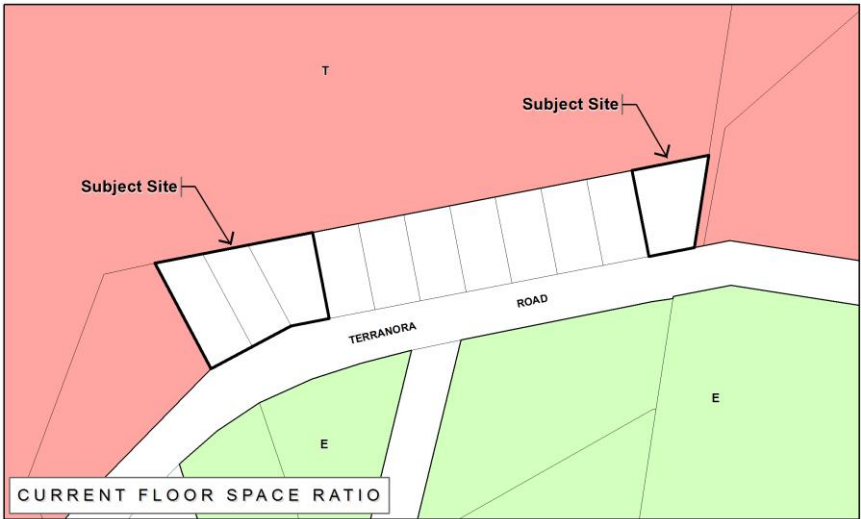 T
Subject Site
Subject Site
TERRANORA ROAD
E
E
CURRENT FLOOR SPACE RATIO